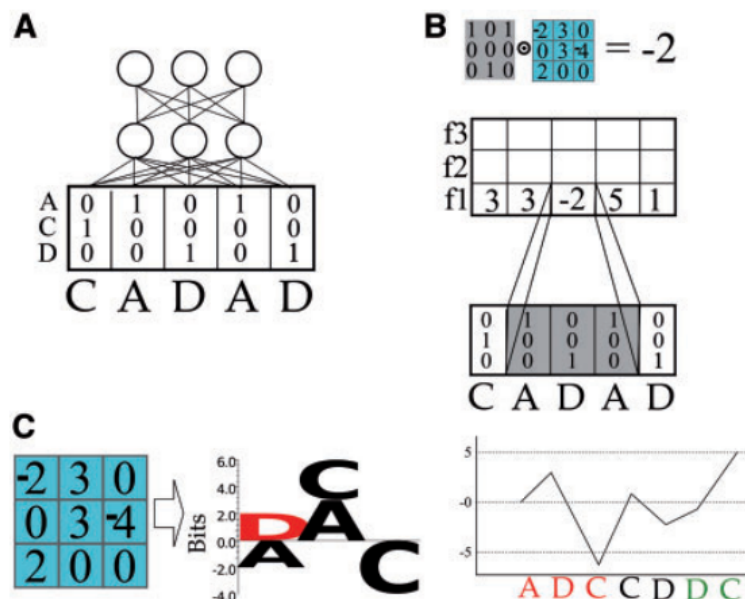 A
A 0 1 0 1 0
C 1 0 0 0 0
D 0 0 1 0 1
C A D A D
B
1 0 1 -2 3 0
0 0 0 ⊙ 0 3 -4 = -2
0 1 0 2 0 0
f3
f2
f1 3 3 -2 5 1
0 1 0 1 0
1 0 0 0 0
0 0 1 0 1
C A D A D
C
-2 3 0
0 3 -4
2 0 0
Bits
6.0
4.0
2.0
0.0
-2.0
-4.0
D A
C A
C
5
-0
-5
A D C C D D C